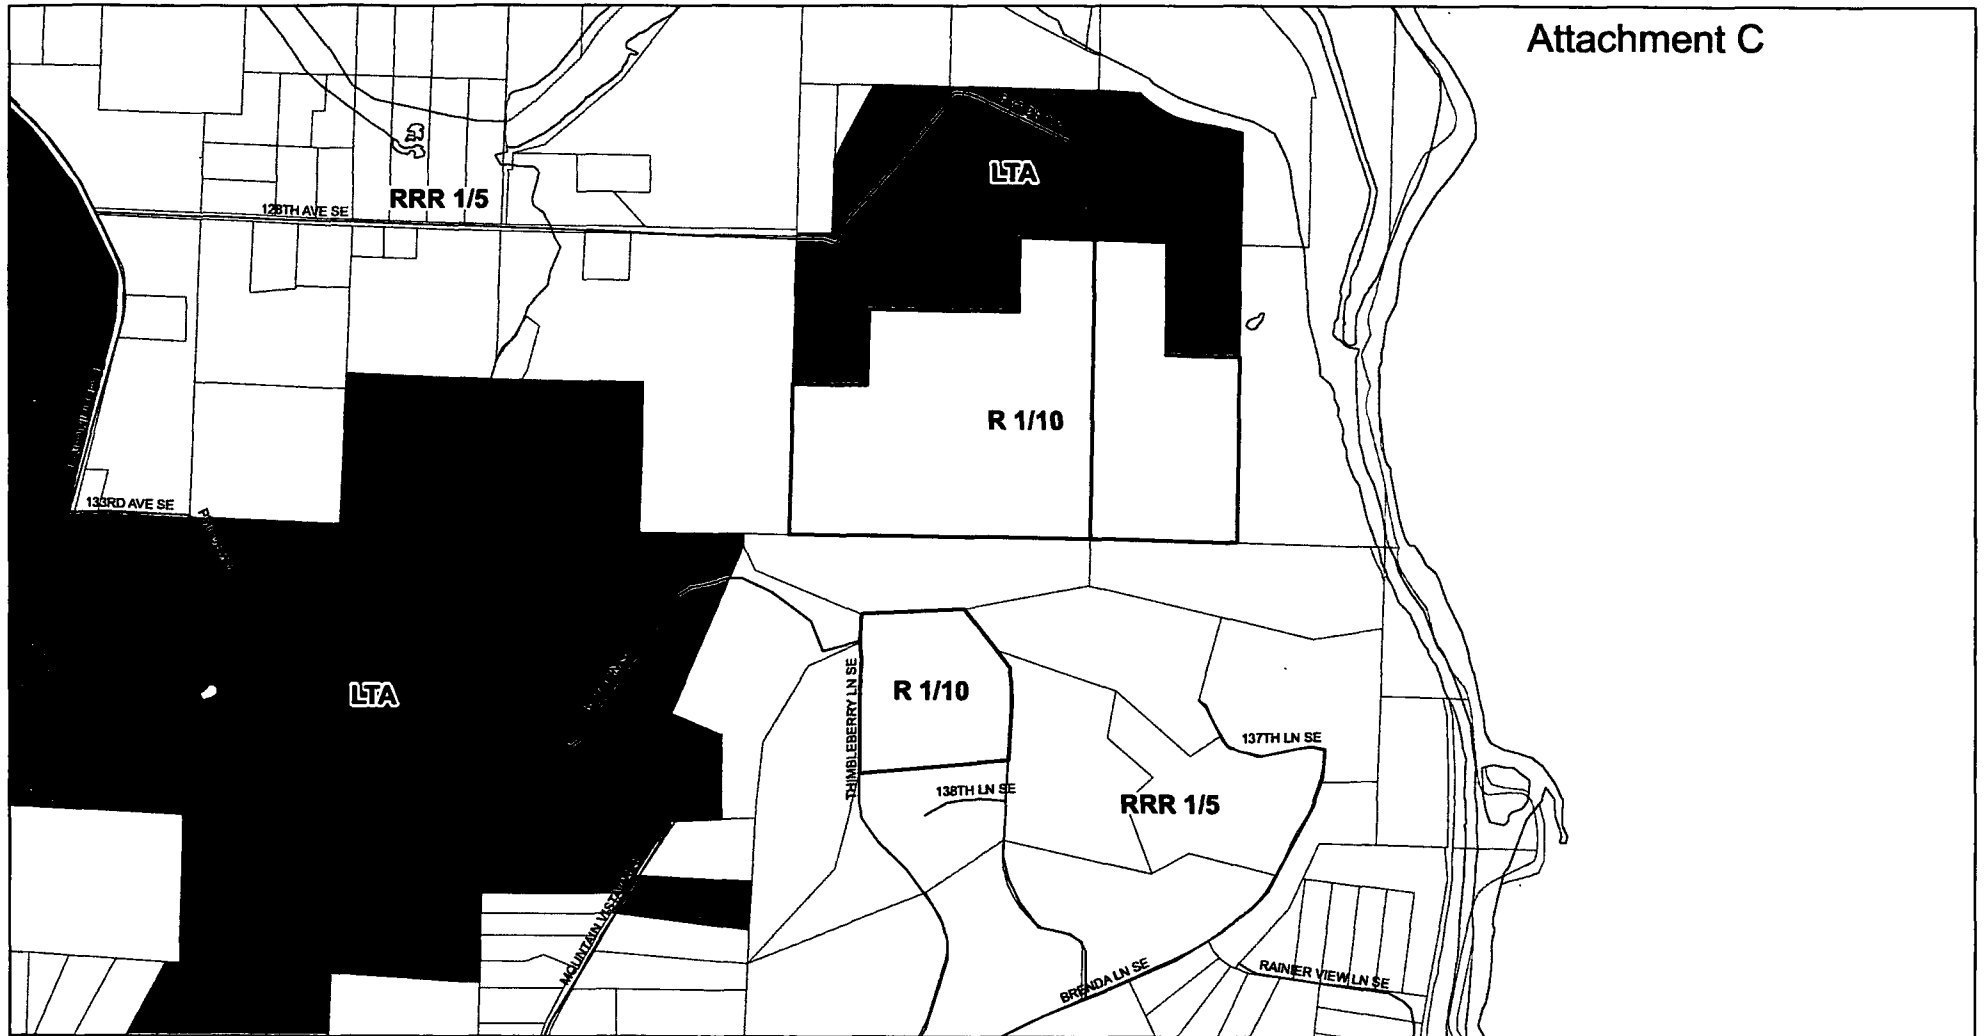 Attachment C
LTA
RRR 1/5
128TH AVE SE
R 1/10
133RD AVE SE
LTA
R 1/10
THIMBLEBERRY LN SE
137TH LN SE
138TH LN SE
RRR 1/5
MOUNTAIN VISTA
BRENDA LN SE
RAINIER VIEW LN SE